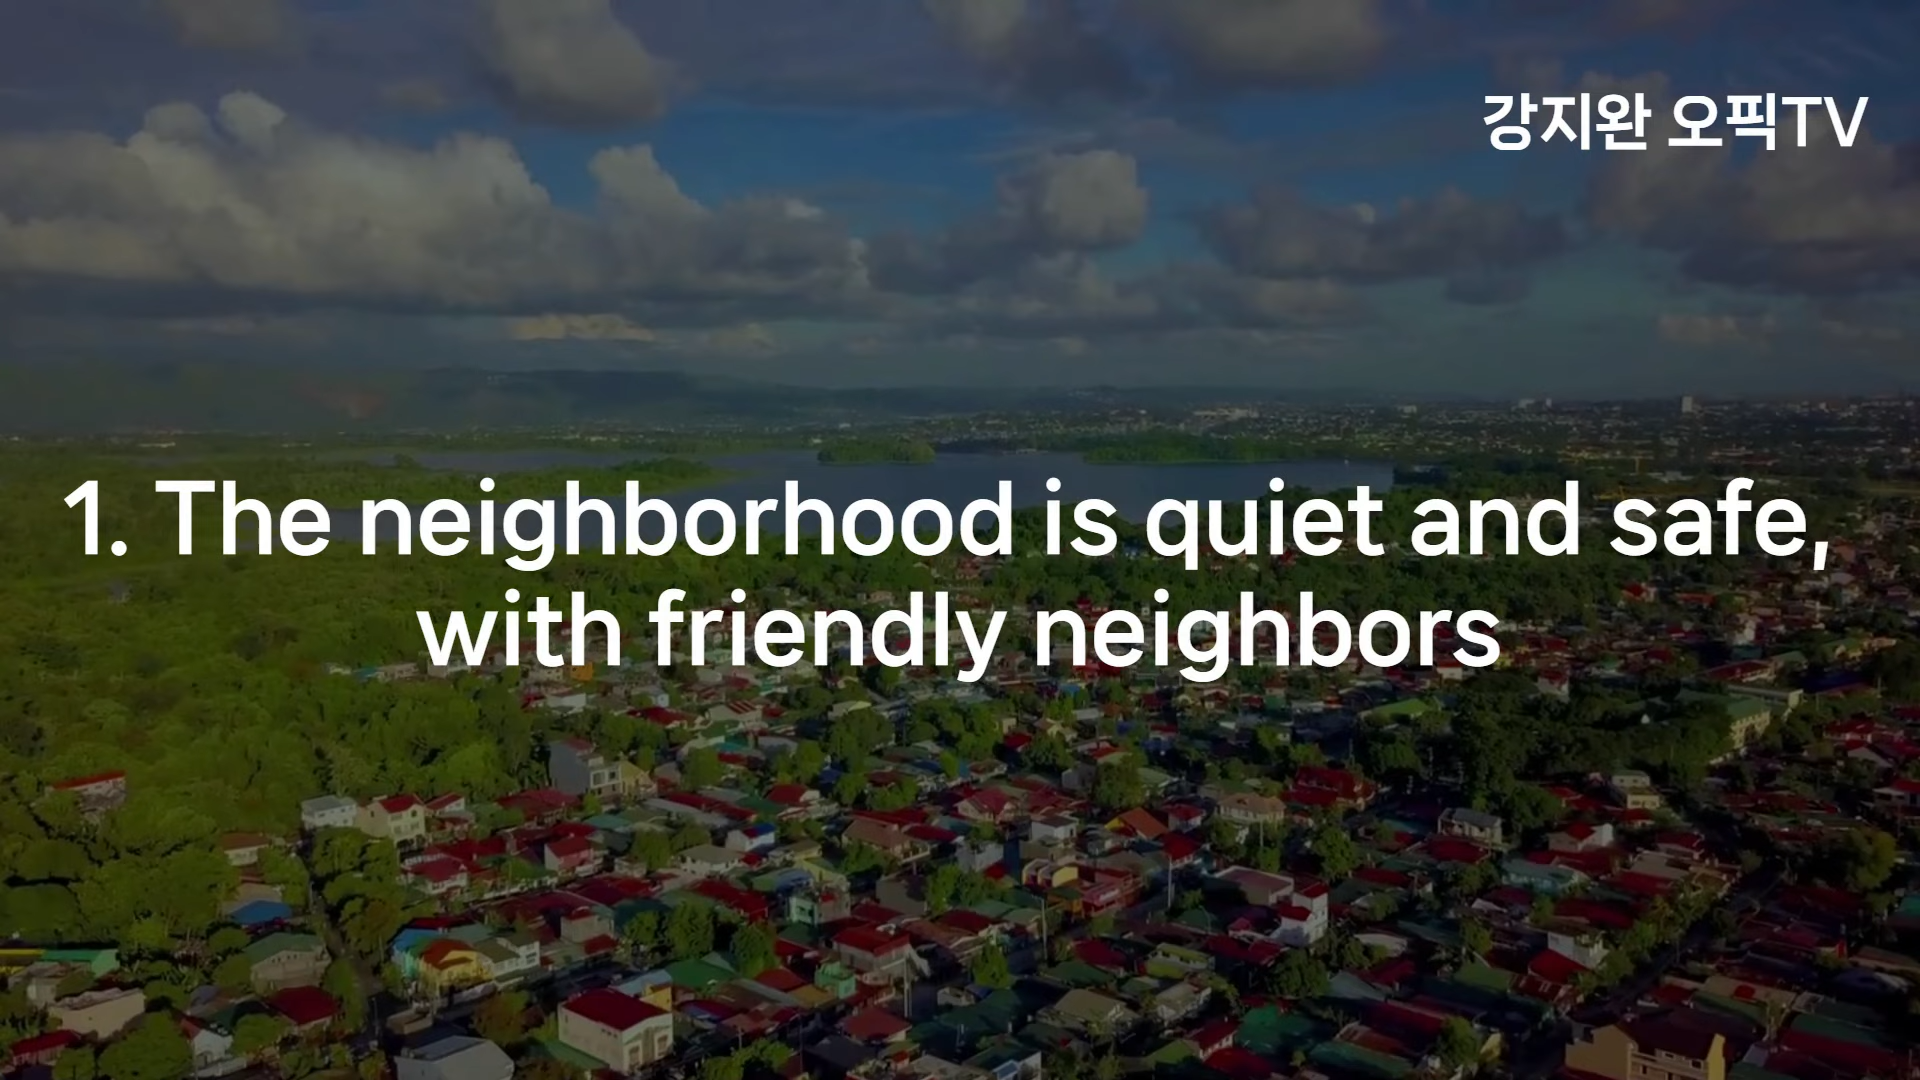 강지완 오픽TV
1. The neighborhood is quiet and safe,
with friendly neighbors